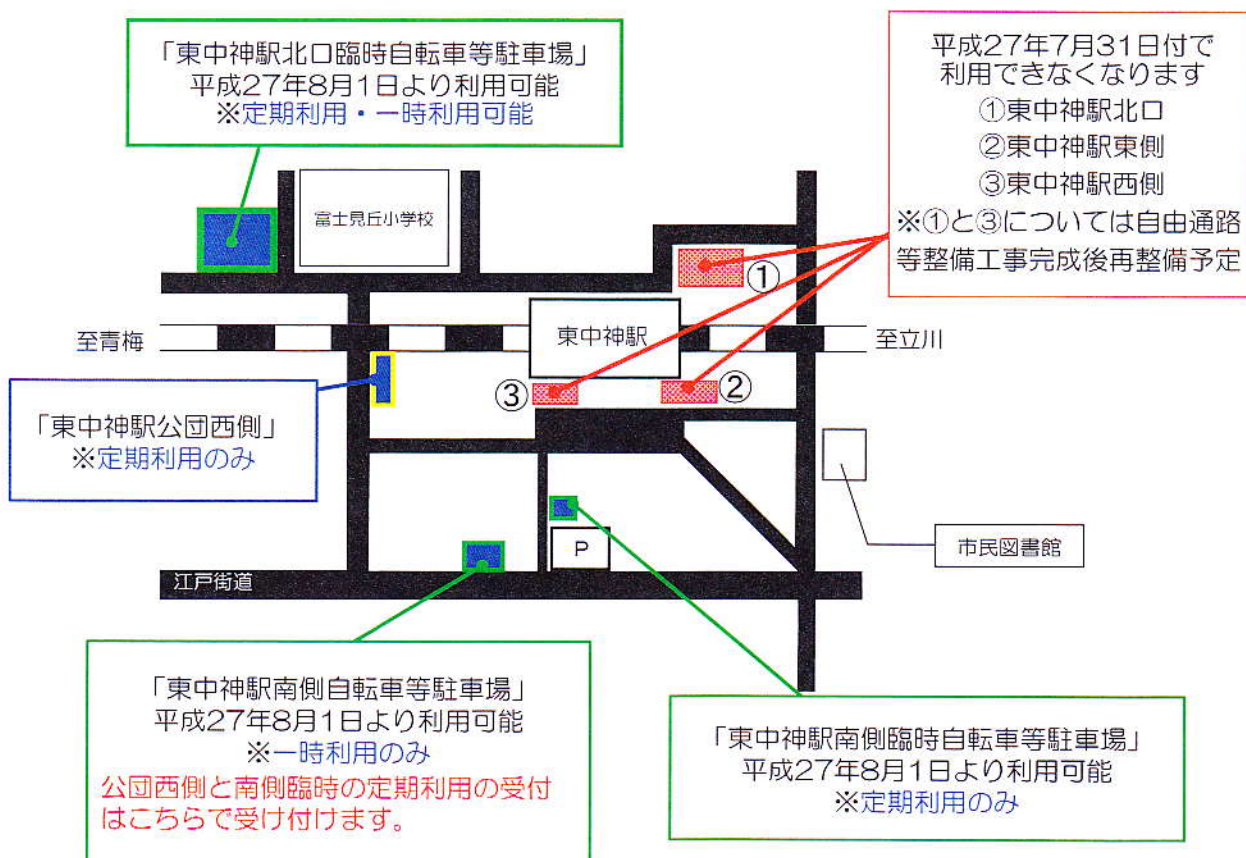 「東中神駅北口臨時自転車等駐車場」
平成27年8月1日より利用可能
※定期利用・一時利用可能
平成27年7月31日付で
利用できなくなります
①東中神駅北口
②東中神駅東側
③東中神駅西側
※①と③については自由通路
等整備工事完成後再整備予定
富士見丘小学校
①
至青梅
東中神駅
至立川
③
②
「東中神駅公団西側」
※定期利用のみ
P
市民図書館
江戸街道
「東中神駅南側自転車等駐車場」
平成27年8月1日より利用可能
※一時利用のみ
公団西側と南側臨時の定期利用の受付
はこちらで受け付けます。
「東中神駅南側臨時自転車等駐車場」
平成27年8月1日より利用可能
※定期利用のみ